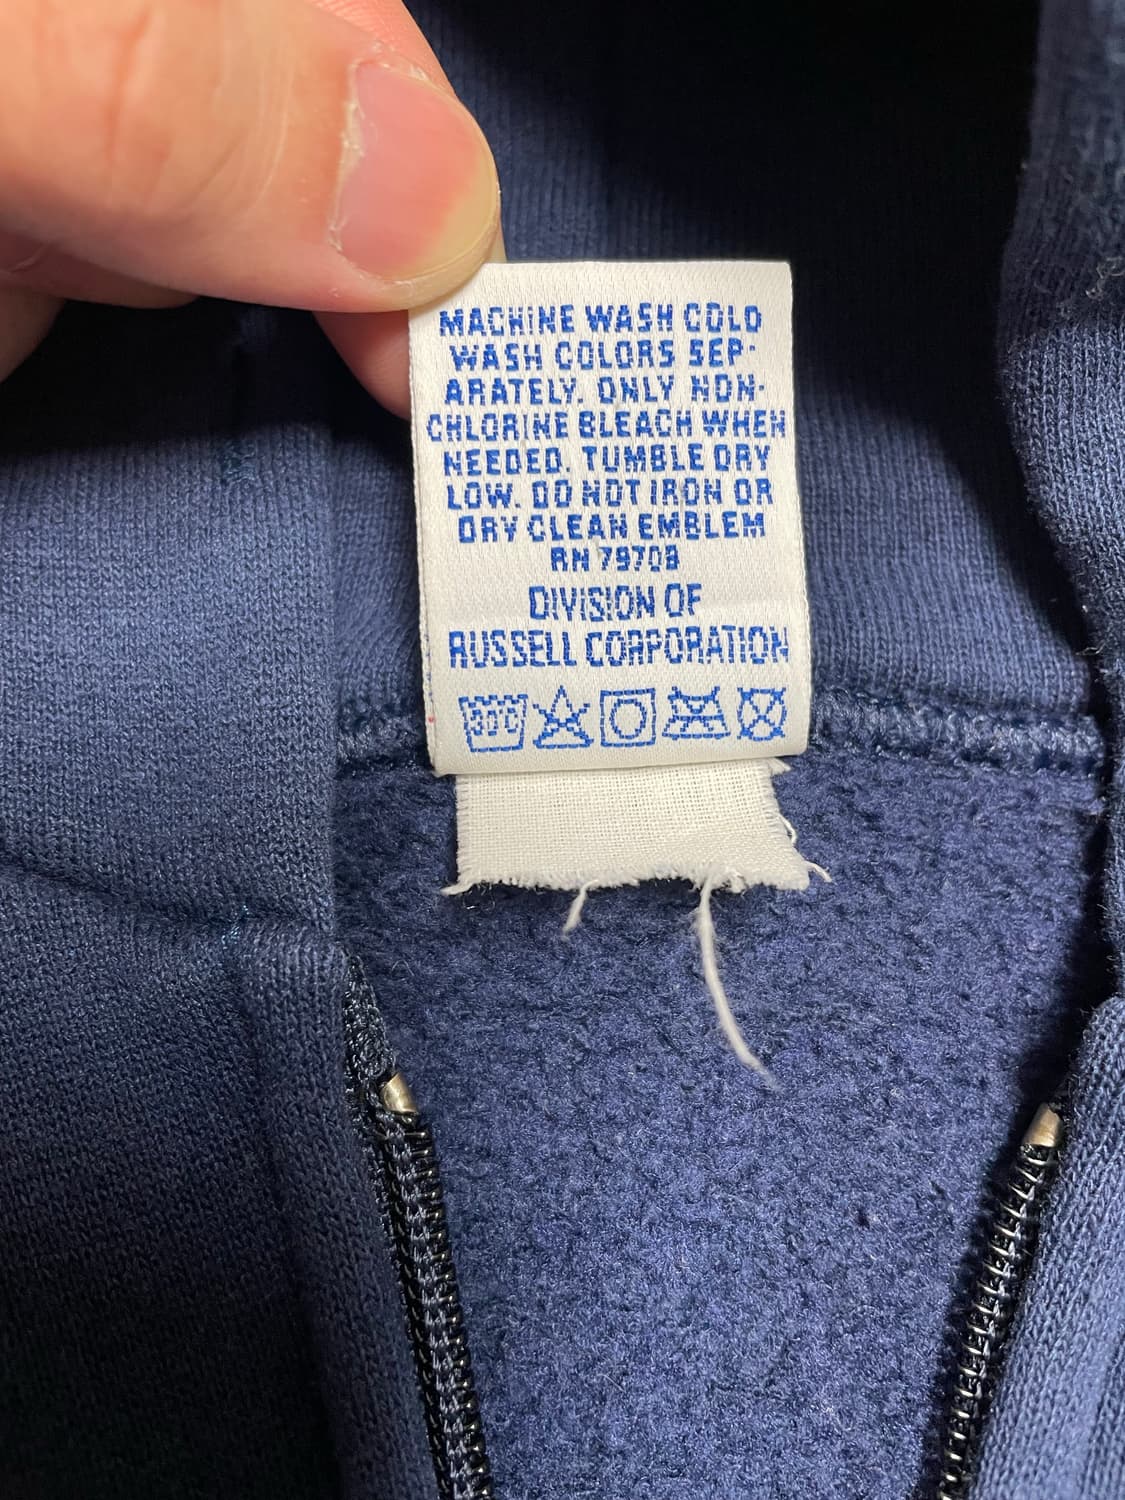 MACHINE WASH COLD
WASH COLORS SEP-
ARATELY. ONLY NON-
CHLORINE BLEACH WHEN
NEEDED. TUMBLE DRY
LOW. DO NOT IRON OR
DRY CLEAN EMBLEM
RN 79708
DIVISION OF
RUSSELL CORPORATION
30°C